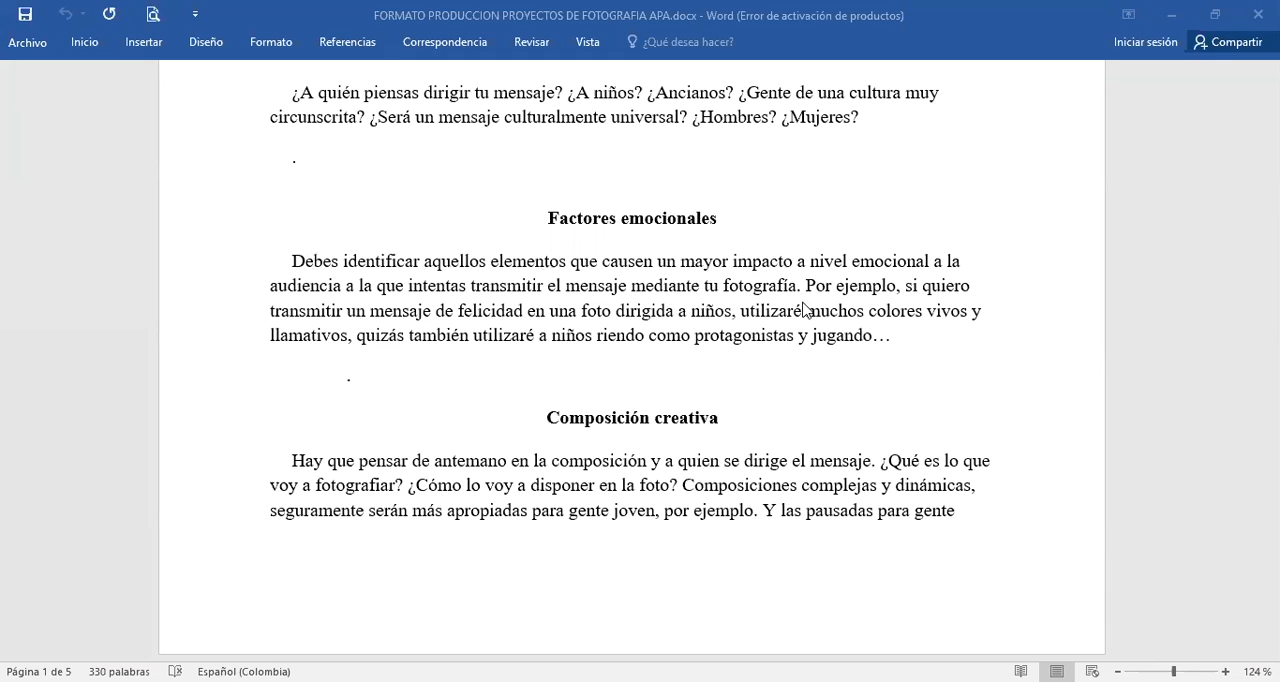 FORMATO PRODUCCION PROYECTOS DE FOTOGRAFIA APA.docx - Word (Error de activación de productos)
Archivo Inicio Insertar Diseño Formato Referencias Correspondencia Revisar Vista ¿Qué desea hacer? Iniciar sesión Compartir
¿A quién piensas dirigir tu mensaje? ¿A niños? ¿Ancianos? ¿Gente de una cultura muy
circunscrita? ¿Será un mensaje culturalmente universal? ¿Hombres? ¿Mujeres?
.
Factores emocionales
Debes identificar aquellos elementos que causen un mayor impacto a nivel emocional a la
audiencia a la que intentas transmitir el mensaje mediante tu fotografía. Por ejemplo, si quiero
transmitir un mensaje de felicidad en una foto dirigida a niños, utilizaré muchos colores vivos y
llamativos, quizás también utilizaré a niños riendo como protagonistas y jugando…
.
Composición creativa
Hay que pensar de antemano en la composición y a quien se dirige el mensaje. ¿Qué es lo que
voy a fotografiar? ¿Cómo lo voy a disponer en la foto? Composiciones complejas y dinámicas,
seguramente serán más apropiadas para gente joven, por ejemplo. Y las pausadas para gente
Página 1 de 5 330 palabras Español (Colombia) 124 %